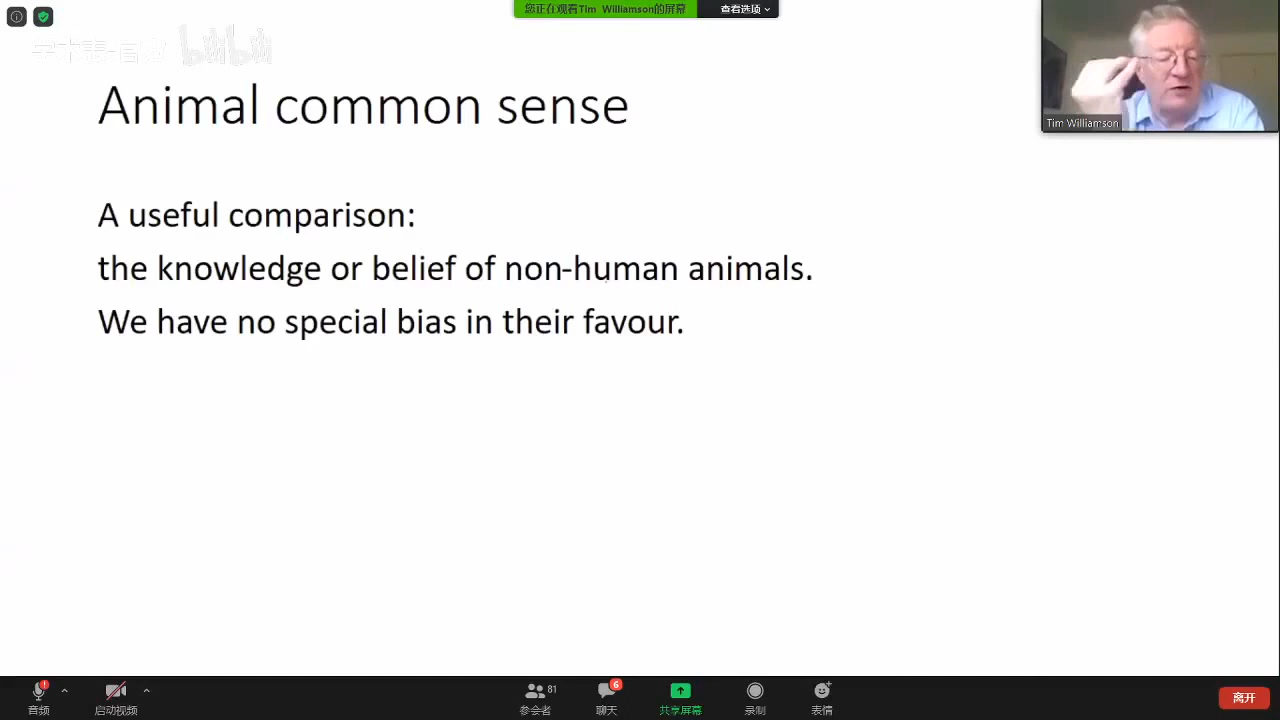 您正在观看Tim Williamson的屏幕 查看选项
bilibili
Animal common sense
Tim Williamson
A useful comparison:
the knowledge or belief of non-human animals.
We have no special bias in their favour.
81
6
音频
启动视频
参会者
聊天
共享屏幕
录制
表情
离开